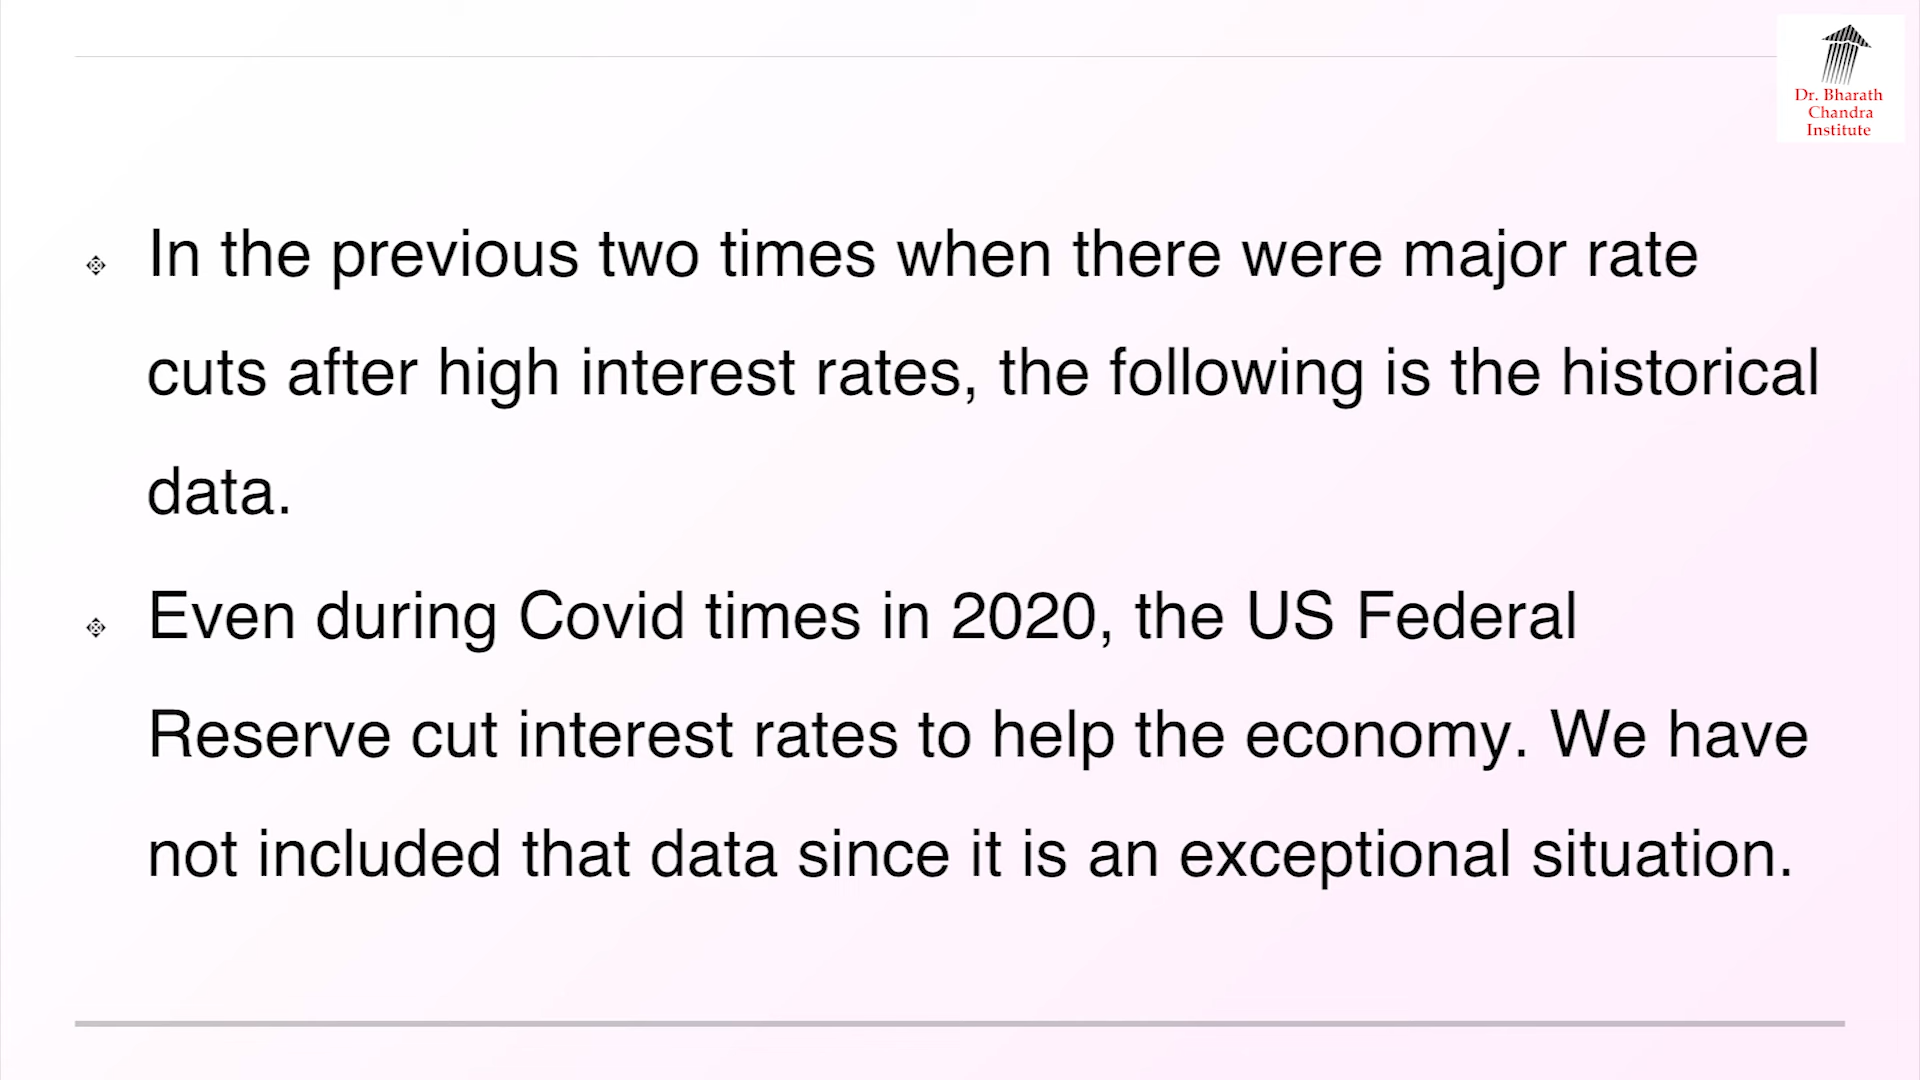 Dr. Bharath
Chandra
Institute
In the previous two times when there were major rate
cuts after high interest rates, the following is the historical
data.
Even during Covid times in 2020, the US Federal
Reserve cut interest rates to help the economy. We have
not included that data since it is an exceptional situation.